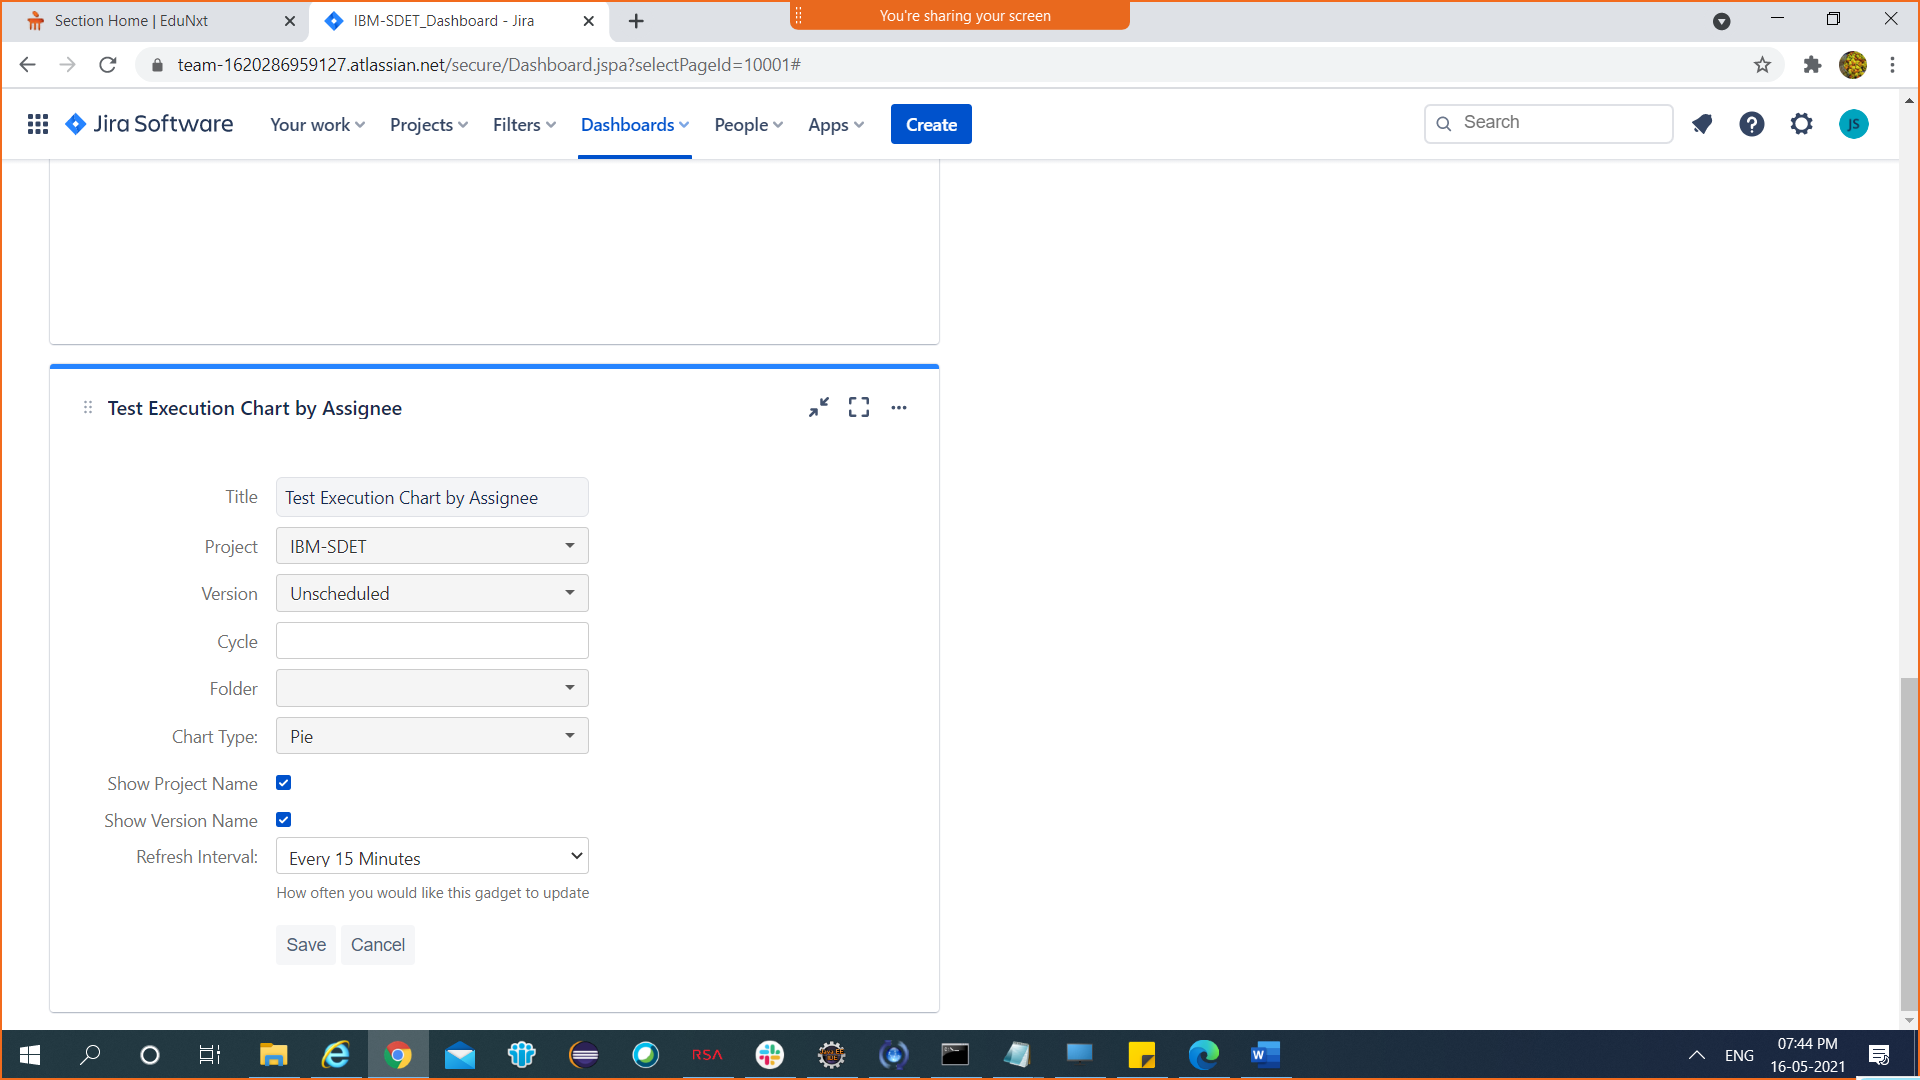 Section Home | EduNxt
IBM-SDET_Dashboard - Jira
You're sharing your screen
team-1620286959127.atlassian.net/secure/Dashboard.jspa?selectPageId=10001#
Jira Software
Your work
Projects
Filters
Dashboards
People
Apps
Create
Search
JS
Test Execution Chart by Assignee
Title
Test Execution Chart by Assignee
Project
IBM-SDET
Version
Unscheduled
Cycle
Folder
Chart Type:
Pie
Show Project Name
Show Version Name
Refresh Interval:
Every 15 Minutes
How often you would like this gadget to update
Save
Cancel
RSA
ENG
07:44 PM
16-05-2021